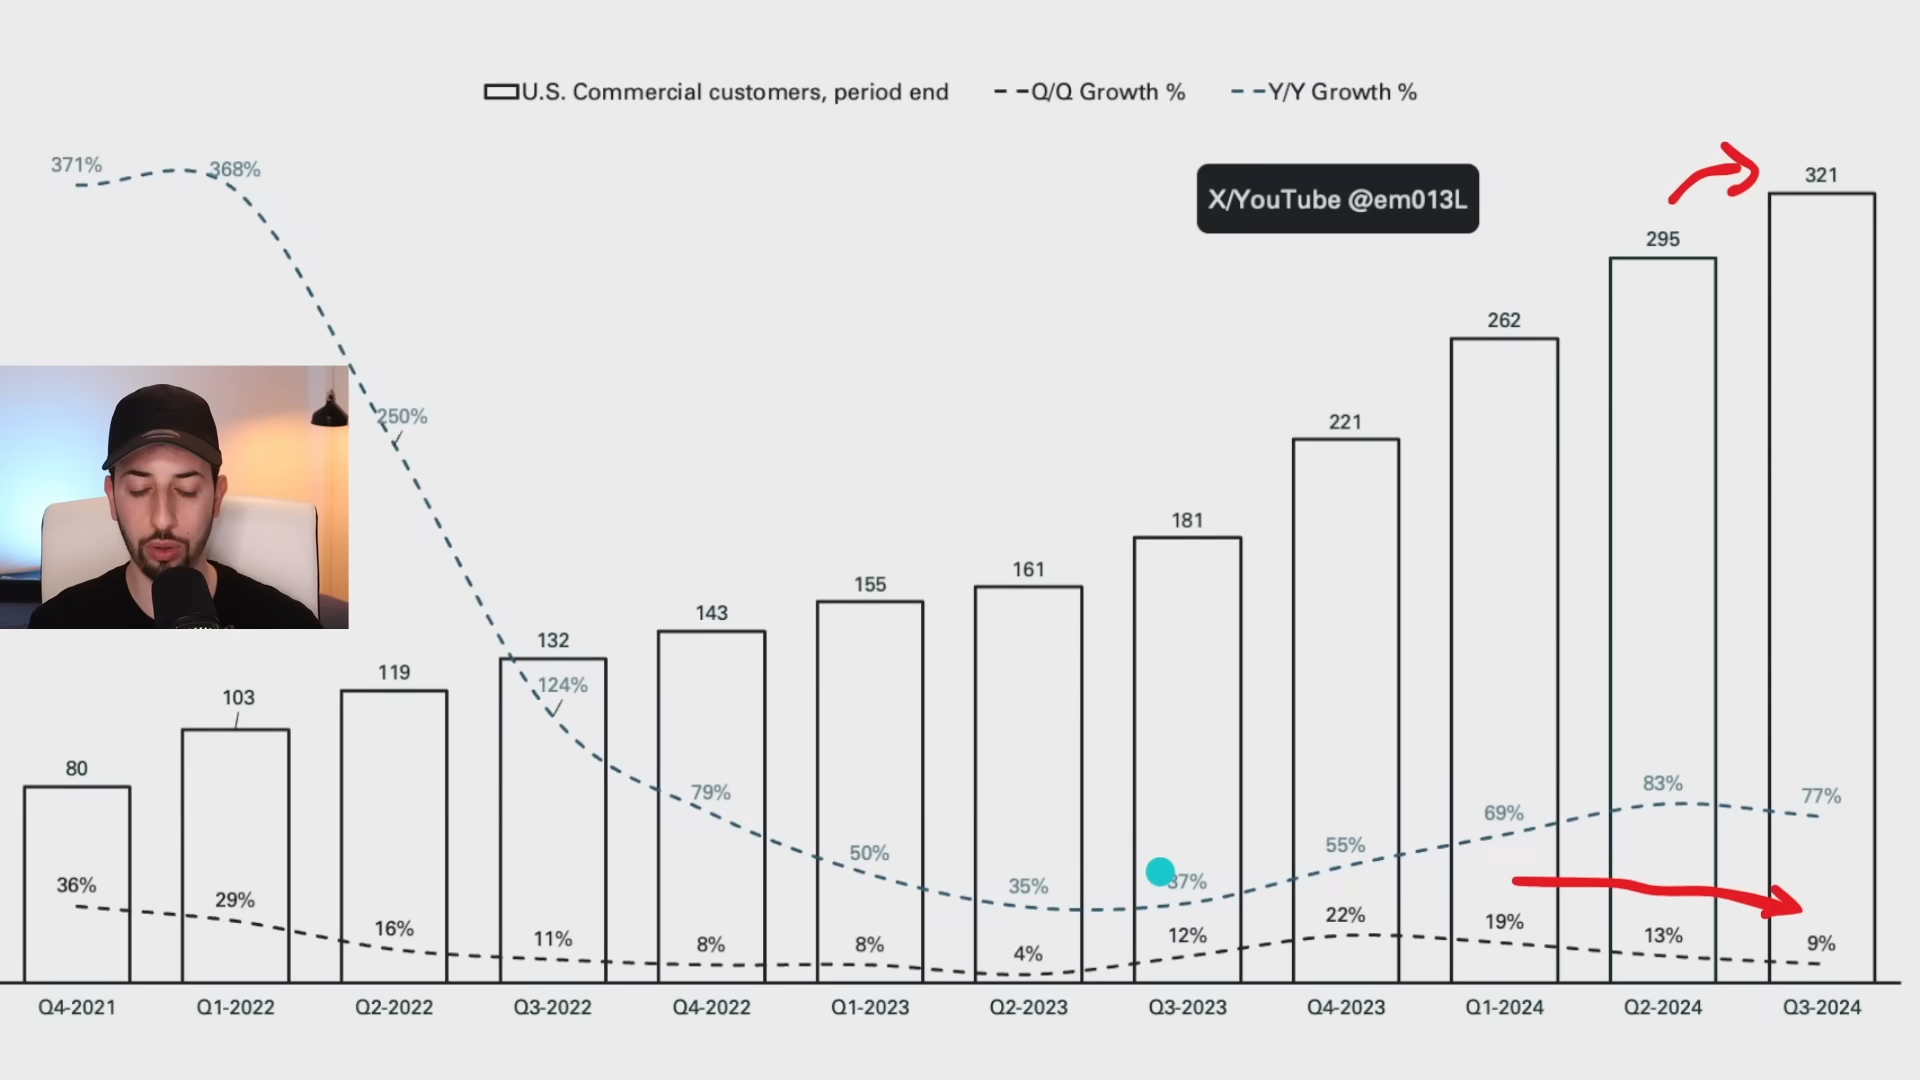 U.S. Commercial customers, period end
Q/Q Growth %
Y/Y Growth %
X/YouTube @em013L
371%
368%
250%
124%
79%
50%
35%
37%
55%
69%
83%
77%
80
103
119
132
143
155
161
181
221
262
295
321
36%
29%
16%
11%
8%
8%
4%
12%
22%
19%
13%
9%
Q4-2021
Q1-2022
Q2-2022
Q3-2022
Q4-2022
Q1-2023
Q2-2023
Q3-2023
Q4-2023
Q1-2024
Q2-2024
Q3-2024